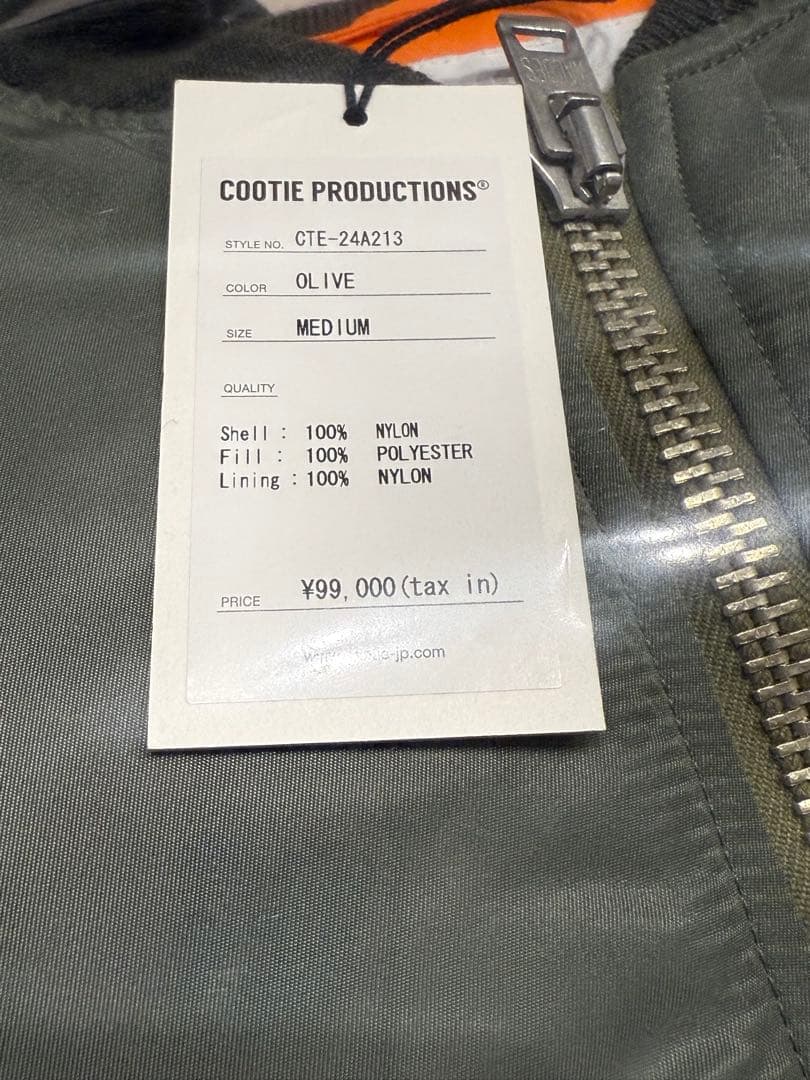 COOTIE PRODUCTIONS®
STYLE NO. CTE-24A213
COLOR OLIVE
SIZE MEDIUM
QUALITY
Shell : 100% NYLON
Fill : 100% POLYESTER
Lining : 100% NYLON
PRICE ¥99,000(tax in)